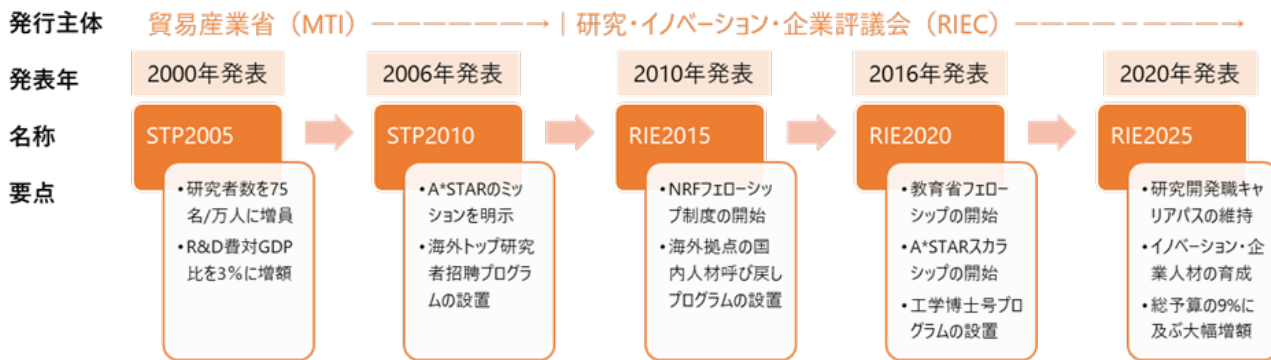 発行主体 貿易産業省（MTI） ―――――――→｜研究・イノベーション・企業評議会（RIEC） ―――――――→
発表年 2000年発表 2006年発表 2010年発表 2016年発表 2020年発表
名称 STP2005 STP2010 RIE2015 RIE2020 RIE2025
要点
•研究者数を75
名/万人に増員
•R&D費対GDP
比を3%に増額
•A*STARのミッ
ションを明示
•海外トップ研究
者招聘プログラ
ムの設置
•NRFフェローシッ
プ制度の開始
•海外拠点の国
内人材呼び戻し
プログラムの設置
•教育省フェロー
シップの開始
•A*STARスカラ
シップの開始
•工学博士号プロ
グラムの設置
•研究開発職キャ
リアパスの維持
•イノベーション・企
業人材の育成
•総予算の9%に
及ぶ大幅増額